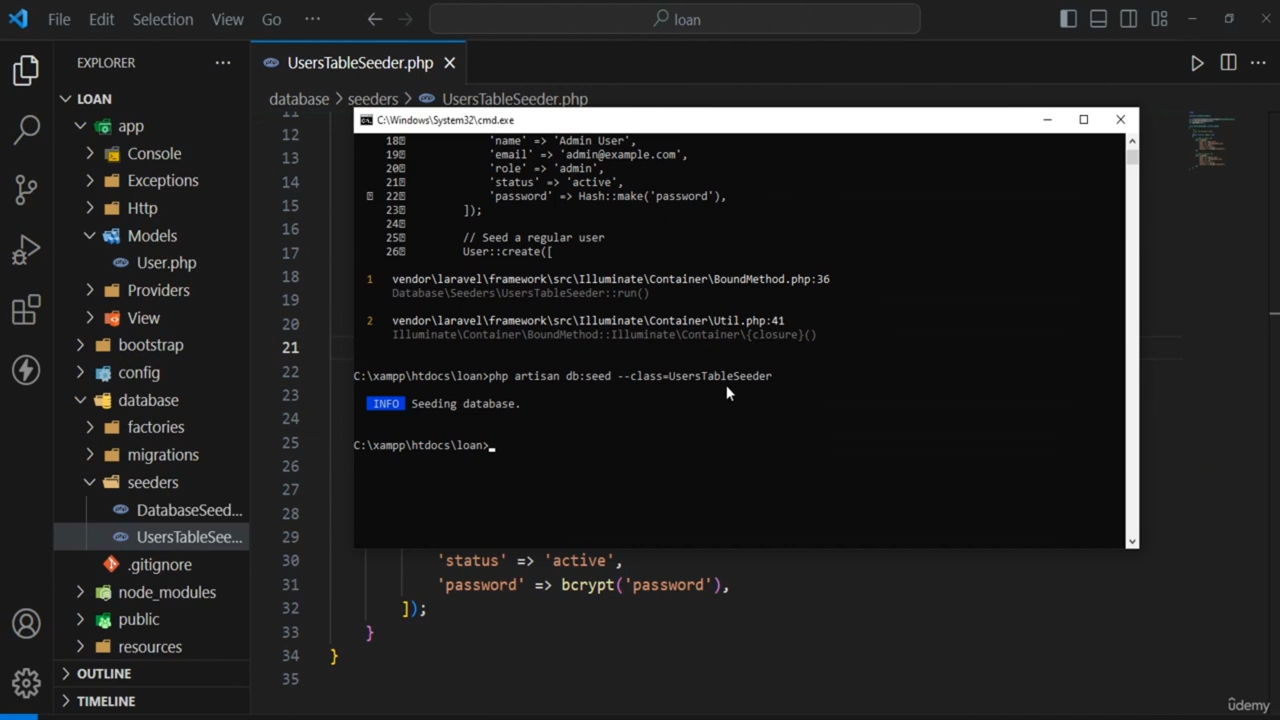 File Edit Selection View Go ··· loan
EXPLORER ···
UsersTableSeeder.php
database > seeders > UsersTableSeeder.php
LOAN
app
Console
Exceptions
Http
Models
User.php
Providers
View
bootstrap
config
database
factories
migrations
seeders
DatabaseSeed...
UsersTableSee...
.gitignore
node_modules
public
resources
OUTLINE
TIMELINE
11
12
13
14
15
16
17
18
19
20
21
22
23
24
25
26
27
28
29
30 'status' => 'active',
31 'password' => bcrypt('password'),
32 ]);
33 }
34 }
35
C:\Windows\System32\cmd.exe
18 'name' => 'Admin User',
19 'email' => 'admin@example.com',
20 'role' => 'admin',
21 'status' => 'active',
22 'password' => Hash::make('password'),
23 ]);
24
25 // Seed a regular user
26 User::create([
1 vendor\laravel\framework\src\Illuminate\Container\BoundMethod.php:36
Database\Seeders\UsersTableSeeder::run()
2 vendor\laravel\framework\src\Illuminate\Container\Util.php:41
Illuminate\Container\BoundMethod::Illuminate\Container\{closure}()
C:\xampp\htdocs\loan>php artisan db:seed --class=UsersTableSeeder
INFO Seeding database.
C:\xampp\htdocs\loan>
ûdemy